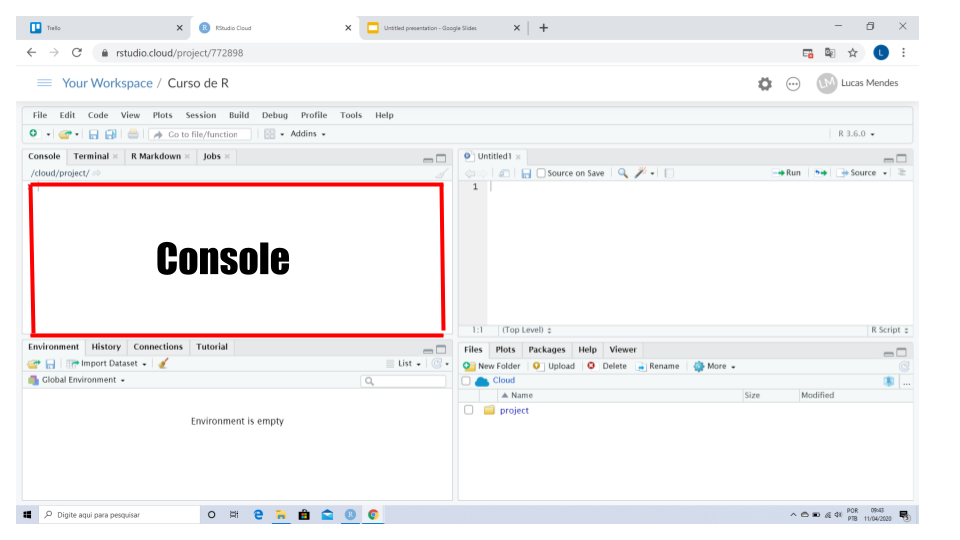 Trello
R RStudio Cloud
Untitled presentation - Google Slides
rstudio.cloud/project/772898
L
Your Workspace / Curso de R
LM Lucas Mendes
File Edit Code View Plots Session Build Debug Profile Tools Help
Go to file/function Addins
R 3.6.0
Console Terminal R Markdown Jobs
/cloud/project/
Console
Untitled1
Source on Save Run Source
1
1:1 (Top Level) R Script
Environment History Connections Tutorial
Import Dataset List
Global Environment
Environment is empty
Files Plots Packages Help Viewer
New Folder Upload Delete Rename More
Cloud ...
Name Size Modified
project
Digite aqui para pesquisar
POR 09:43
PTB 11/04/2020